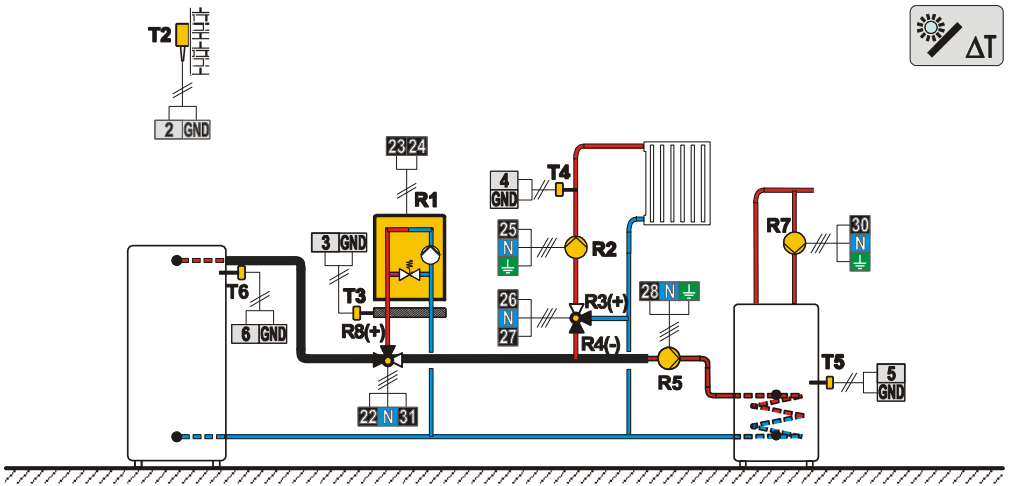 T2
ΔT
2 GND
23 24
R1
4
GND
T4
25
N
R2
R7
30
N
3 GND
T3
R8(+)
T6
6 GND
26
N
27
R3(+)
R4(-)
28 N
R5
T5
5
GND
22 N 31